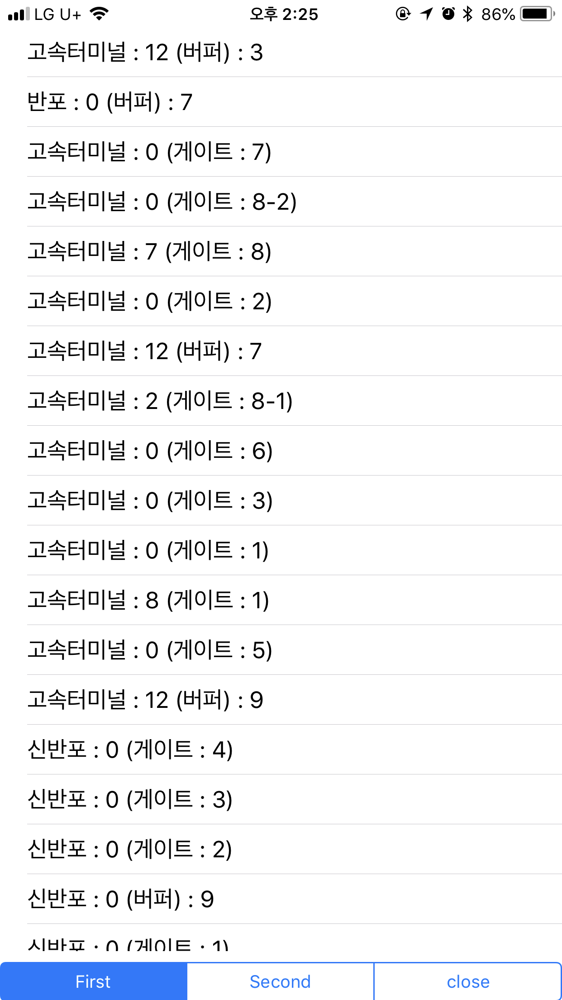 LG U+ 오후 2:25 86%
고속터미널 : 12 (버퍼) : 3
반포 : 0 (버퍼) : 7
고속터미널 : 0 (게이트 : 7)
고속터미널 : 0 (게이트 : 8-2)
고속터미널 : 7 (게이트 : 8)
고속터미널 : 0 (게이트 : 2)
고속터미널 : 12 (버퍼) : 7
고속터미널 : 2 (게이트 : 8-1)
고속터미널 : 0 (게이트 : 6)
고속터미널 : 0 (게이트 : 3)
고속터미널 : 0 (게이트 : 1)
고속터미널 : 8 (게이트 : 1)
고속터미널 : 0 (게이트 : 5)
고속터미널 : 12 (버퍼) : 9
신반포 : 0 (게이트 : 4)
신반포 : 0 (게이트 : 3)
신반포 : 0 (게이트 : 2)
신반포 : 0 (버퍼) : 9
신반포 : 0 (게이트 : 1)
First Second close